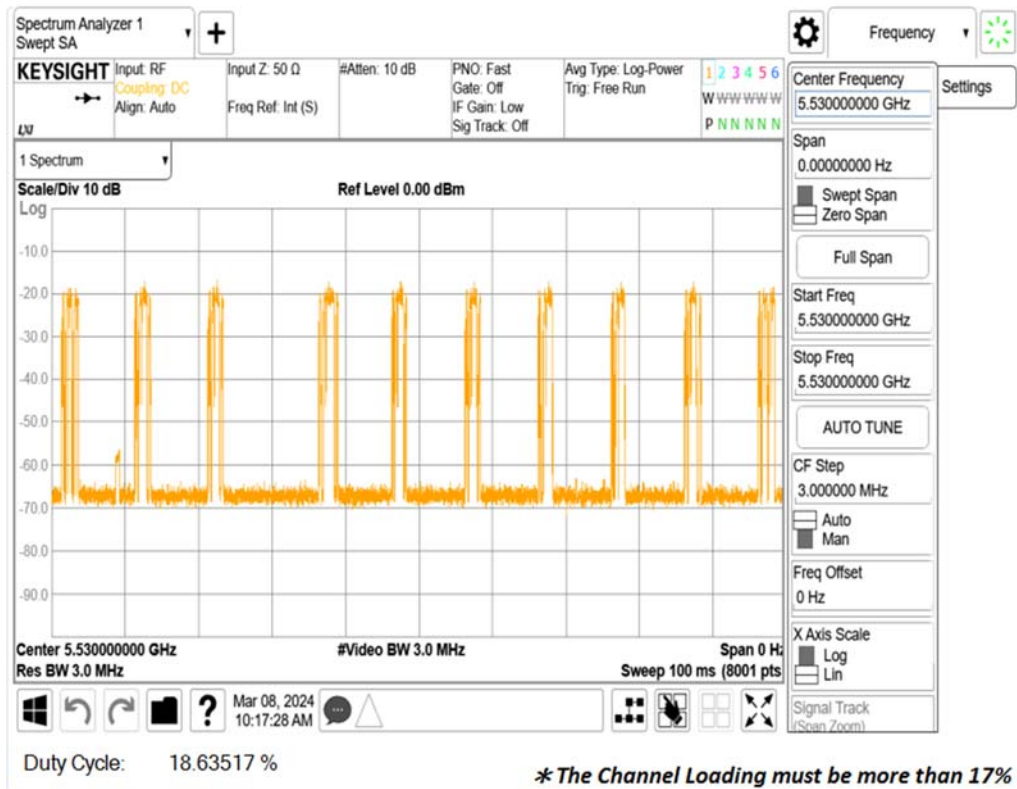 Spectrum Analyzer 1
Swept SA
+
Frequency
KEYSIGHT
Input: RF
Coupling: DC
Align: Auto
Input Z: 50 Ω
Freq Ref: Int (S)
#Atten: 10 dB
PNO: Fast
Gate: Off
IF Gain: Low
Sig Track: Off
Avg Type: Log-Power
Trig: Free Run
1 2 3 4 5 6
W W W W W W
P N N N N N
LXI
Center Frequency
5.530000000 GHz
Settings
Span
0.00000000 Hz
Swept Span
Zero Span
Full Span
Start Freq
5.530000000 GHz
Stop Freq
5.530000000 GHz
AUTO TUNE
CF Step
3.000000 MHz
Auto
Man
Freq Offset
0 Hz
X Axis Scale
Log
Lin
Signal Track
(Span Zoom)
1 Spectrum
Scale/Div 10 dB
Ref Level 0.00 dBm
Log
-10.0
-20.0
-30.0
-40.0
-50.0
-60.0
-70.0
-80.0
-90.0
Center 5.530000000 GHz
#Video BW 3.0 MHz
Span 0 Hz
Res BW 3.0 MHz
Sweep 100 ms (8001 pts
?
Mar 08, 2024
10:17:28 AM
Duty Cycle: 18.63517 %
* The Channel Loading must be more than 17%